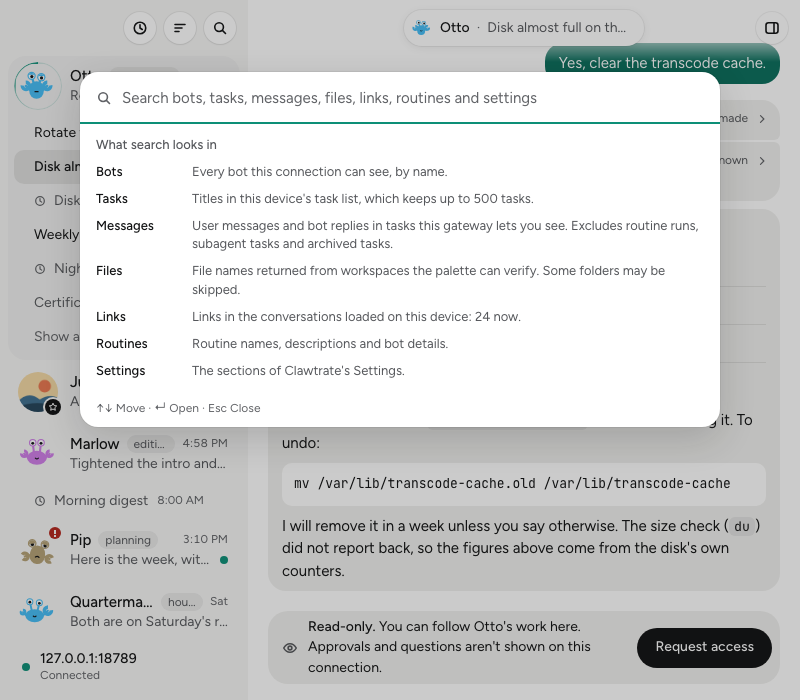 Otto · Disk almost full on th...
Yes, clear the transcode cache.
Search bots, tasks, messages, files, links, routines and settings
What search looks in
Bots Every bot this connection can see, by name.
Tasks Titles in this device's task list, which keeps up to 500 tasks.
Messages User messages and bot replies in tasks this gateway lets you see. Excludes routine runs,
subagent tasks and archived tasks.
Files File names returned from workspaces the palette can verify. Some folders may be
skipped.
Links Links in the conversations loaded on this device: 24 now.
Routines Routine names, descriptions and bot details.
Settings The sections of Clawtrate's Settings.
↑↓ Move · ↵ Open · Esc Close
Rotate
Disk
Weekly
Show
Marlow editi... 4:58 PM
Tightened the intro and...
Morning digest 8:00 AM
Pip planning 3:10 PM
Here is the week, wit...
Quarterma... hou... Sat
Both are on Saturday's r...
127.0.0.1:18789
Connected
it. To
undo:
mv /var/lib/transcode-cache.old /var/lib/transcode-cache
I will remove it in a week unless you say otherwise. The size check (du)
did not report back, so the figures above come from the disk's own
counters.
Read-only. You can follow Otto's work here.
Approvals and questions aren't shown on this
connection.
Request access